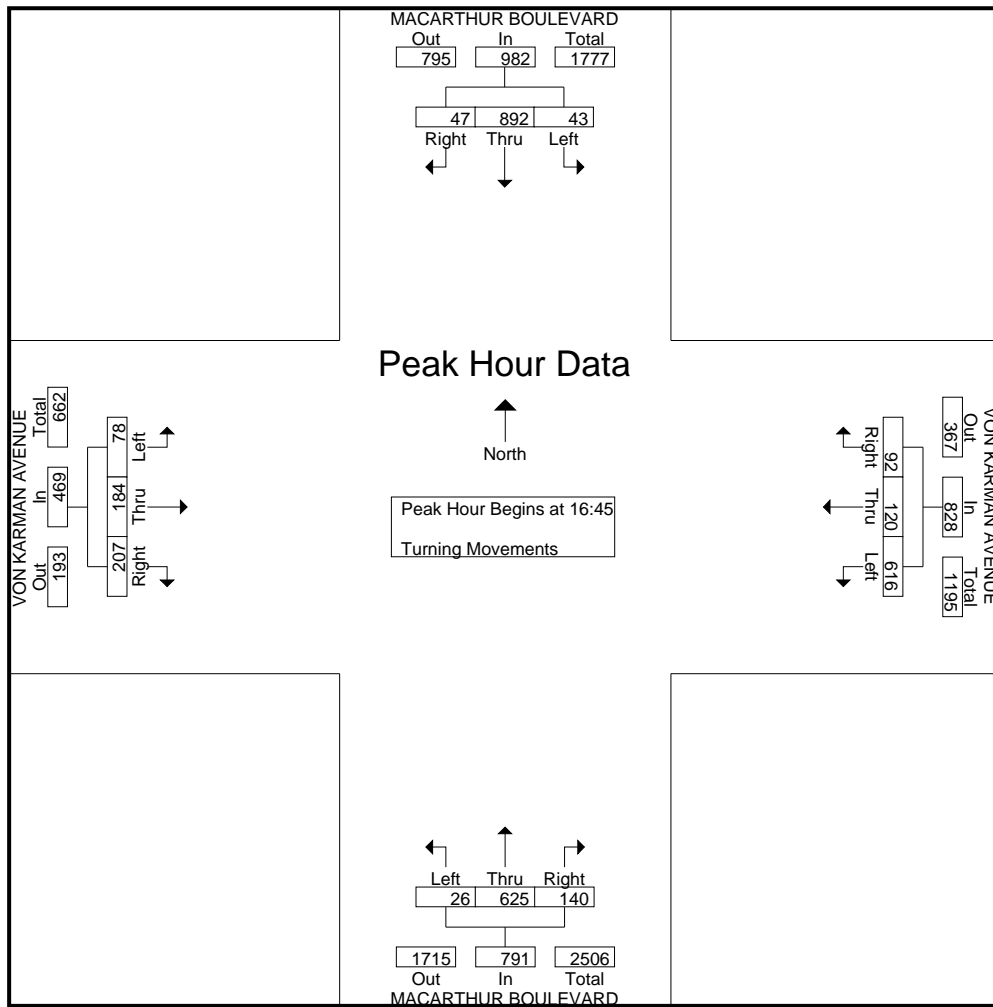 MACARTHUR BOULEVARD
Out In Total
795 982 1777
47 892 43
Right Thru Left
Peak Hour Data
North
Peak Hour Begins at 16:45
Turning Movements
VON KARMAN AVENUE
Out In Total
193 469 662
207 184 78
Right Thru Left
VON KARMAN AVENUE
Out In Total
367 828 1195
92 120 616
Right Thru Left
Left Thru Right
26 625 140
1715 791 2506
Out In Total
MACARTHUR BOULEVARD